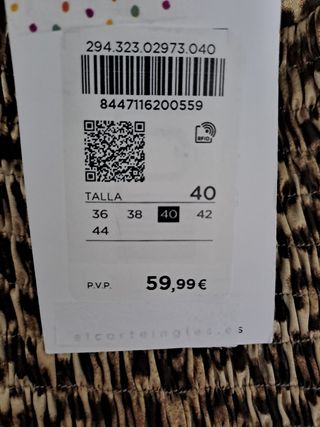 294.323.02973.040
8447116200559
RFID
TALLA 40
36 38 40 42
44
P.V.P. 59,99 €
elcorteingles.es
s